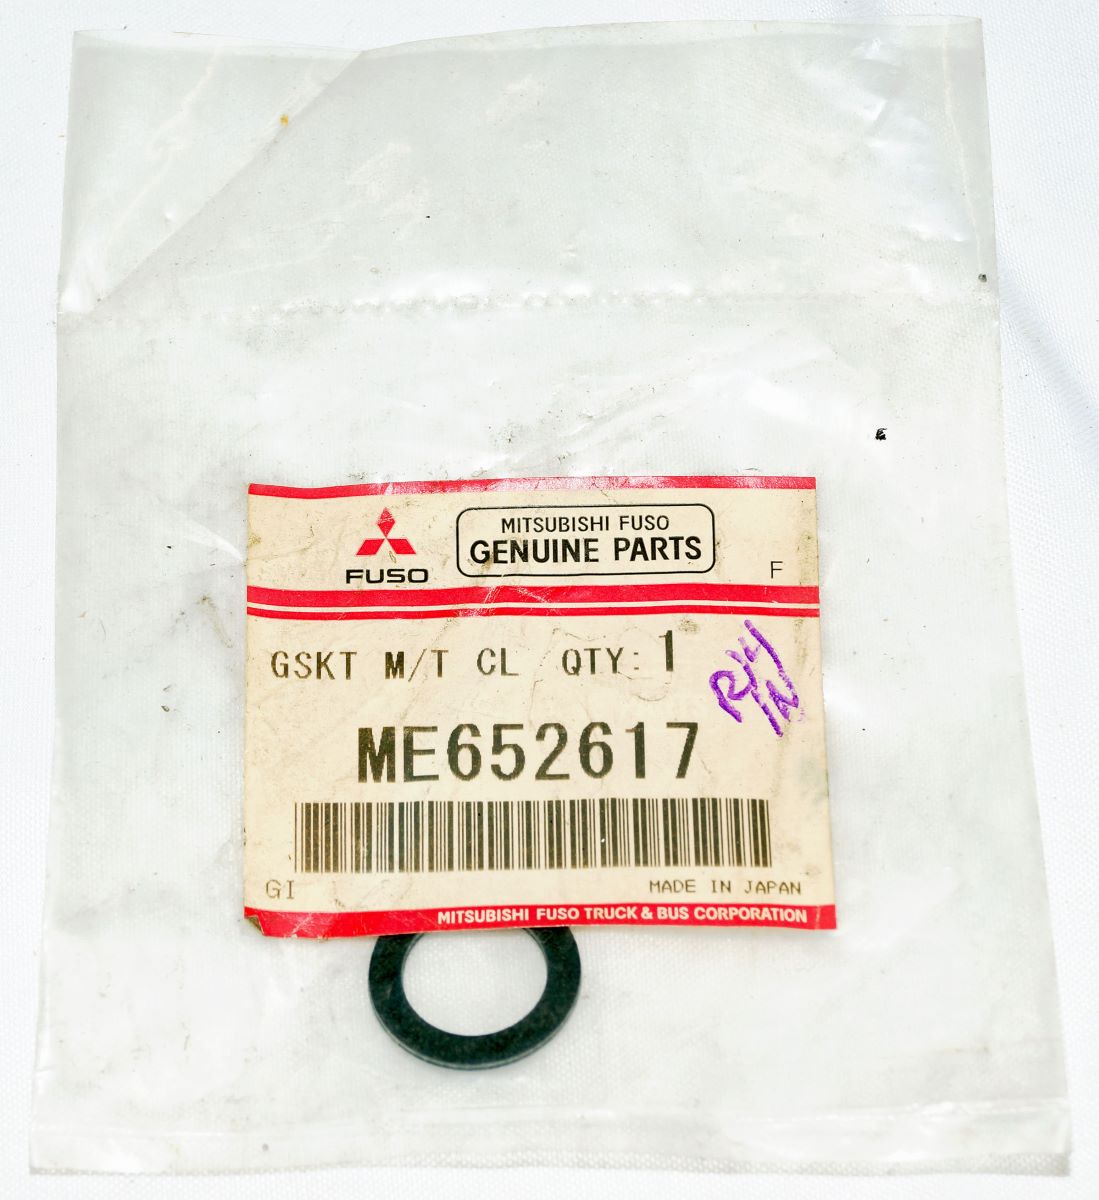 MITSUBISHI FUSO
GENUINE PARTS
FUSO
F
GSKT M/T CL QTY: 1
ME652617
GI
MADE IN JAPAN
MITSUBISHI FUSO TRUCK & BUS CORPORATION